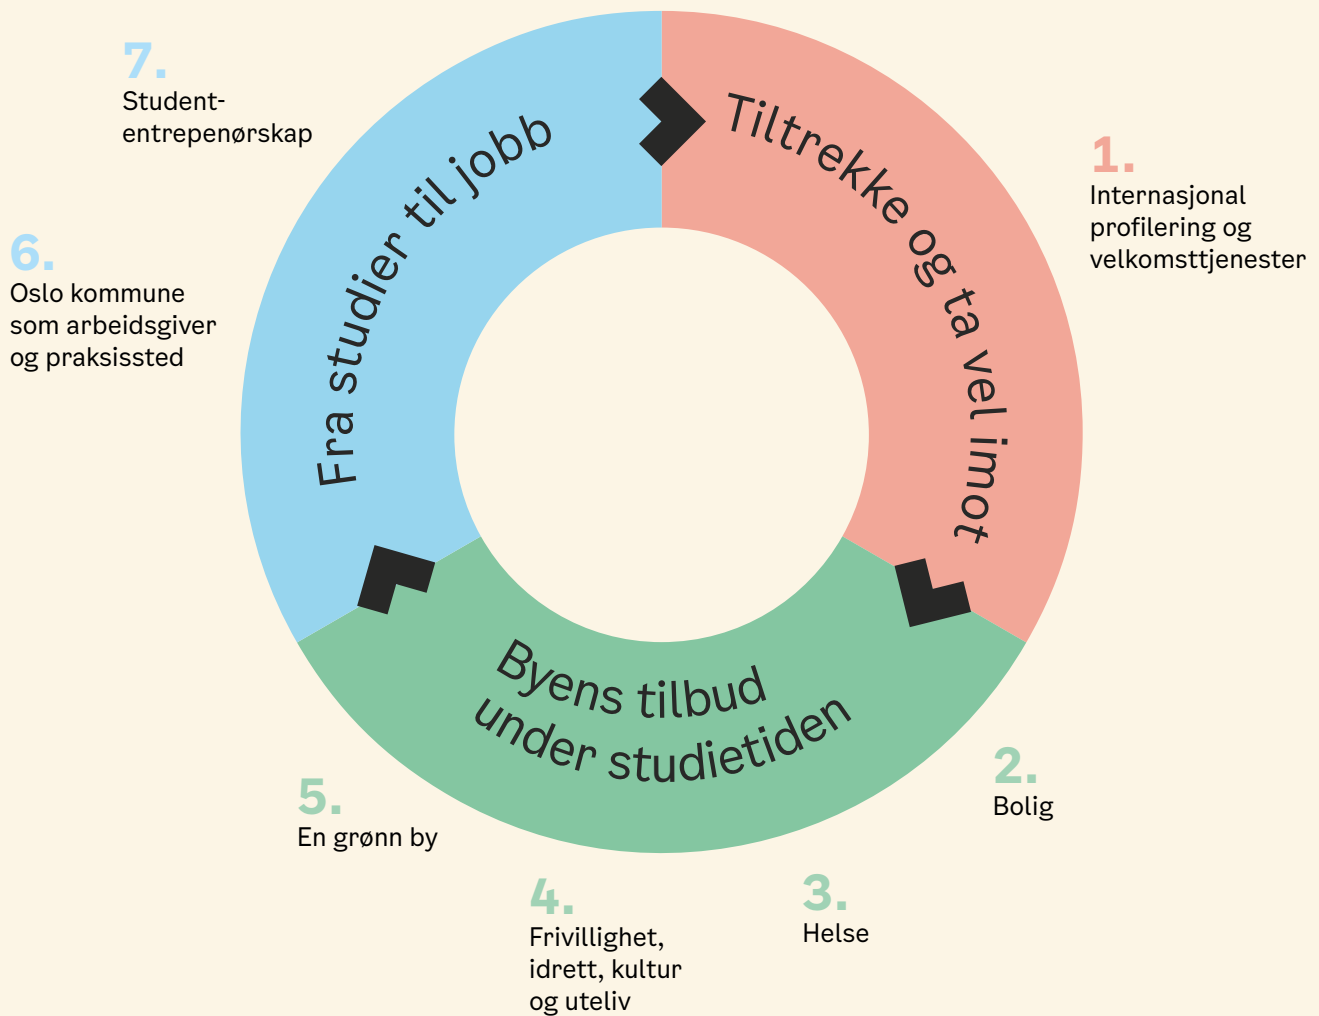 Tiltrekke og ta vel imot
1.
Internasjonal
profilering og
velkomsttjenester
Byens tilbud
under studietiden
2.
Bolig
3.
Helse
4.
Frivillighet,
idrett, kultur
og uteliv
5.
En grønn by
Fra studier til jobb
6.
Oslo kommune
som arbeidsgiver
og praksissted
7.
Student-
entrepenørskap